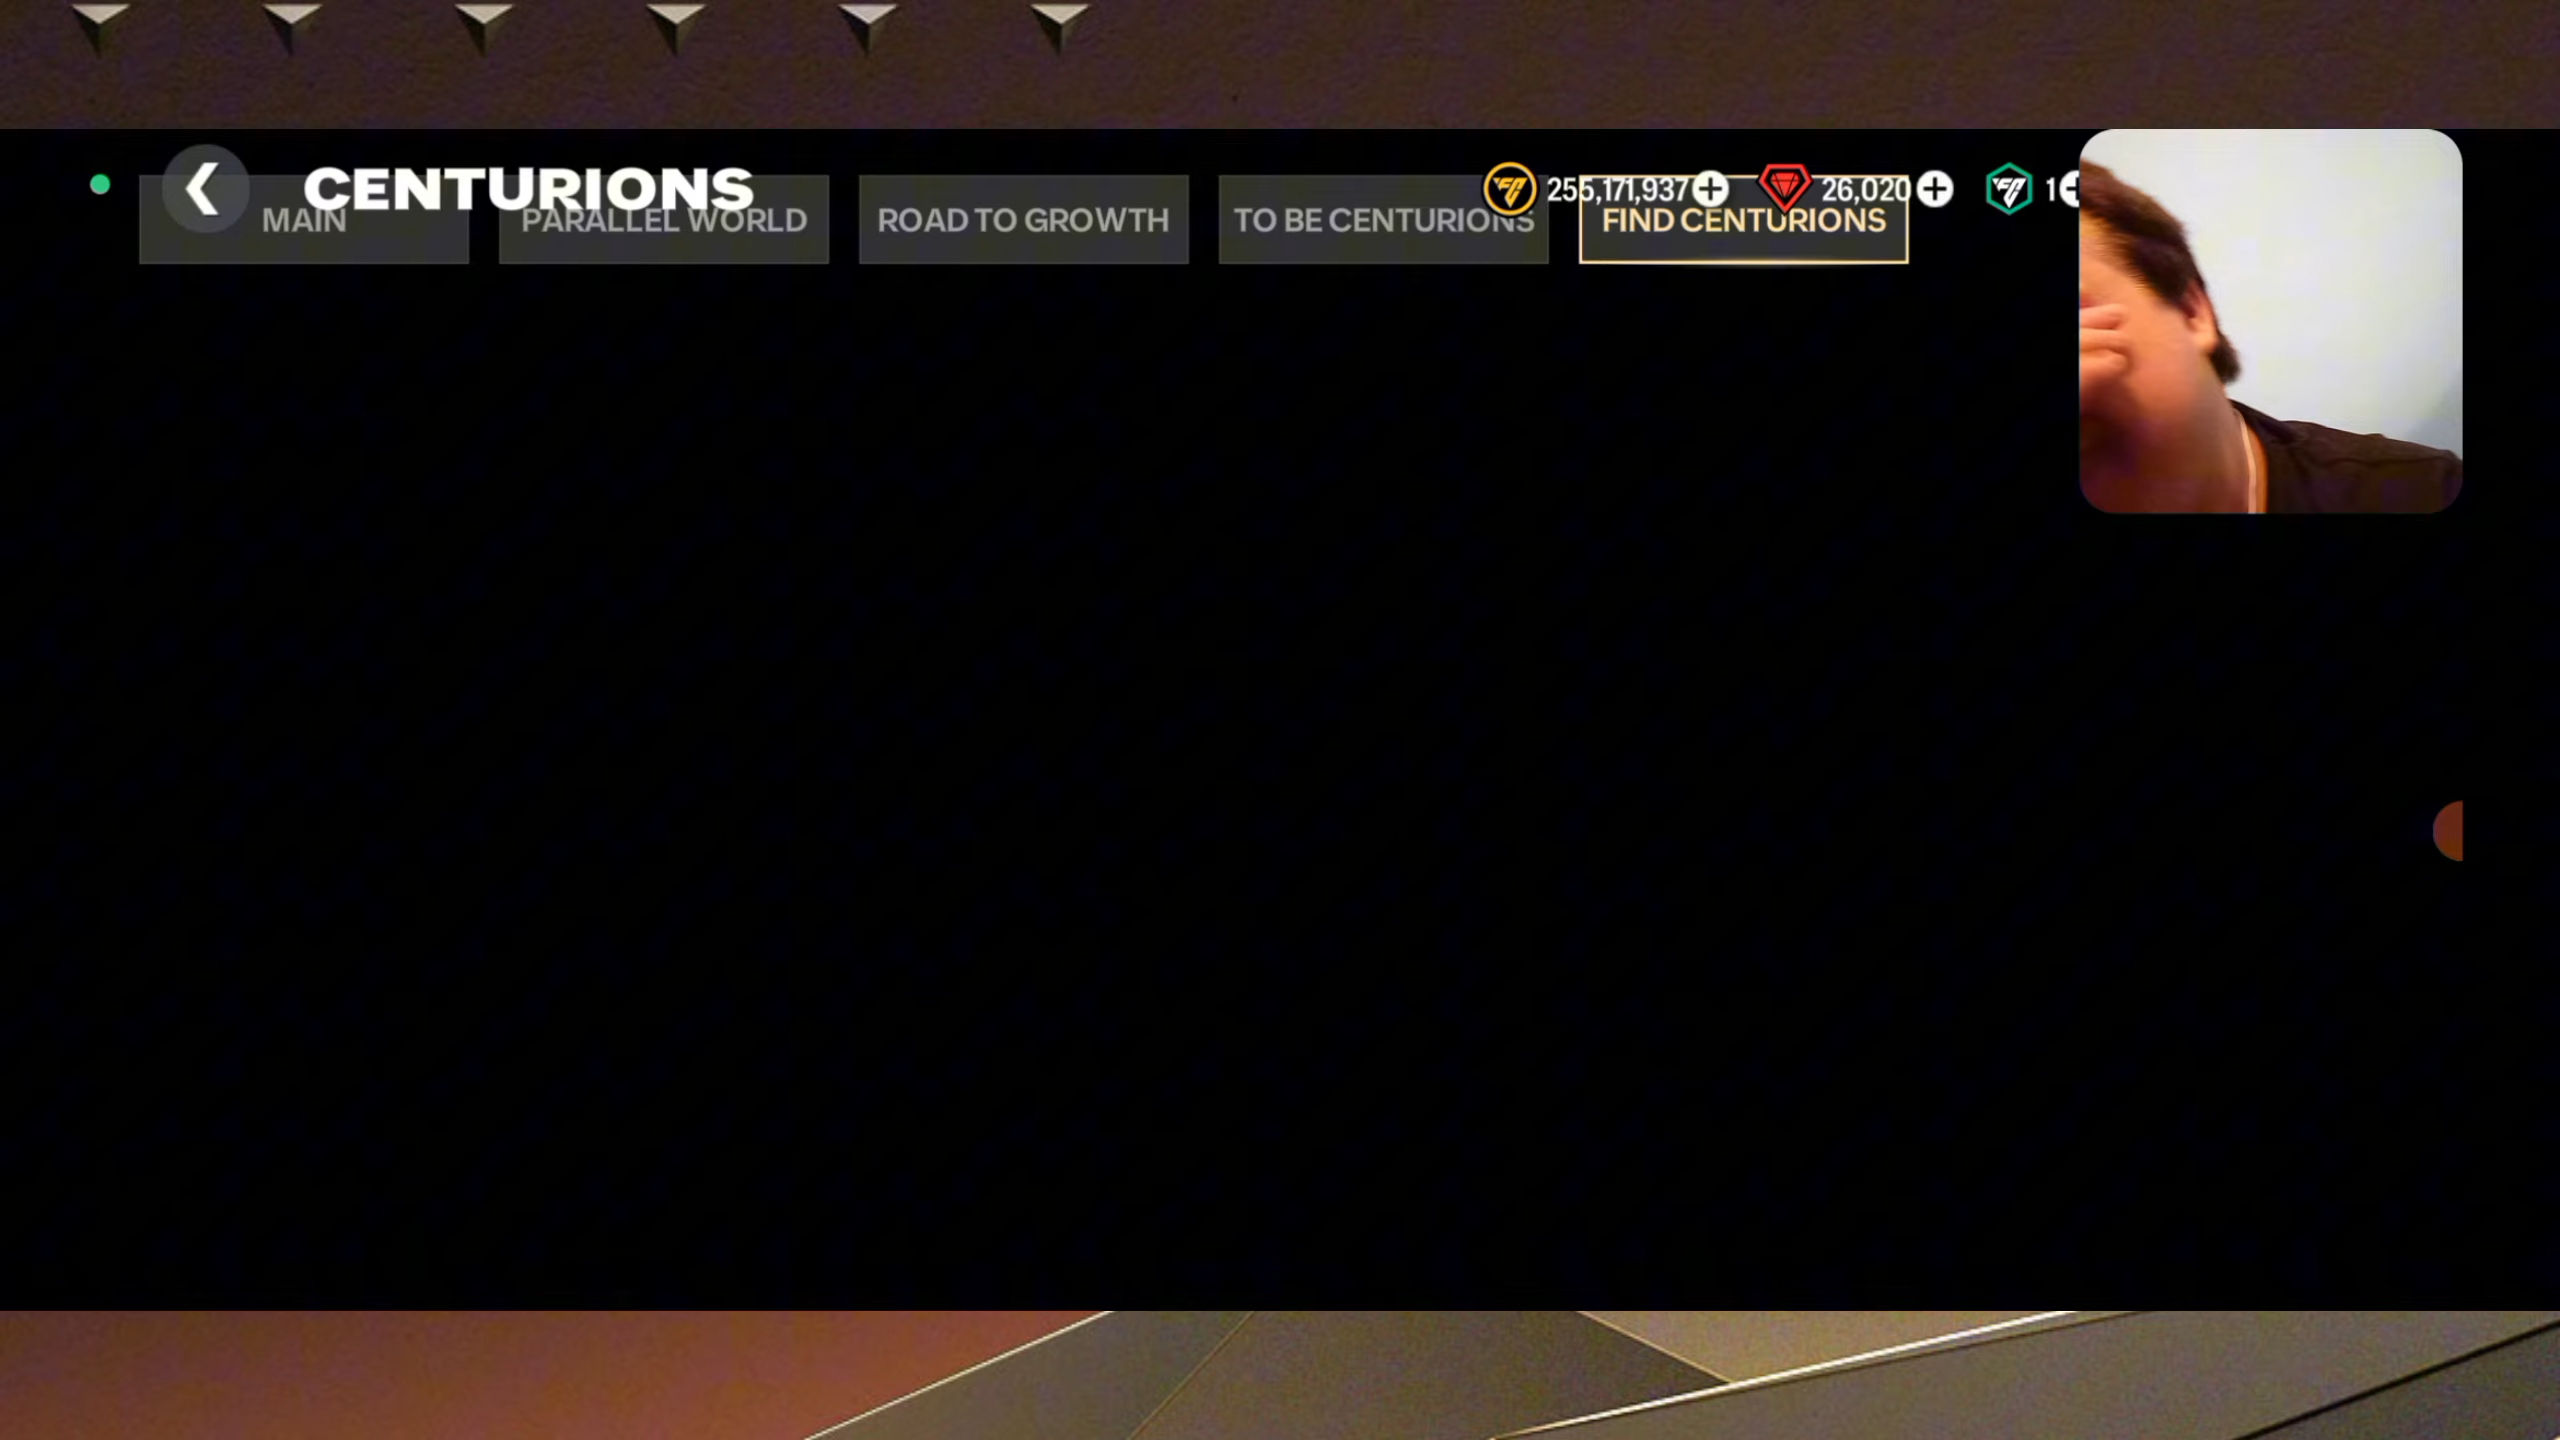 CENTURIONS
255,171,937
26,020
1
MAIN
PARALLEL WORLD
ROAD TO GROWTH
TO BE CENTURIONS
FIND CENTURIONS